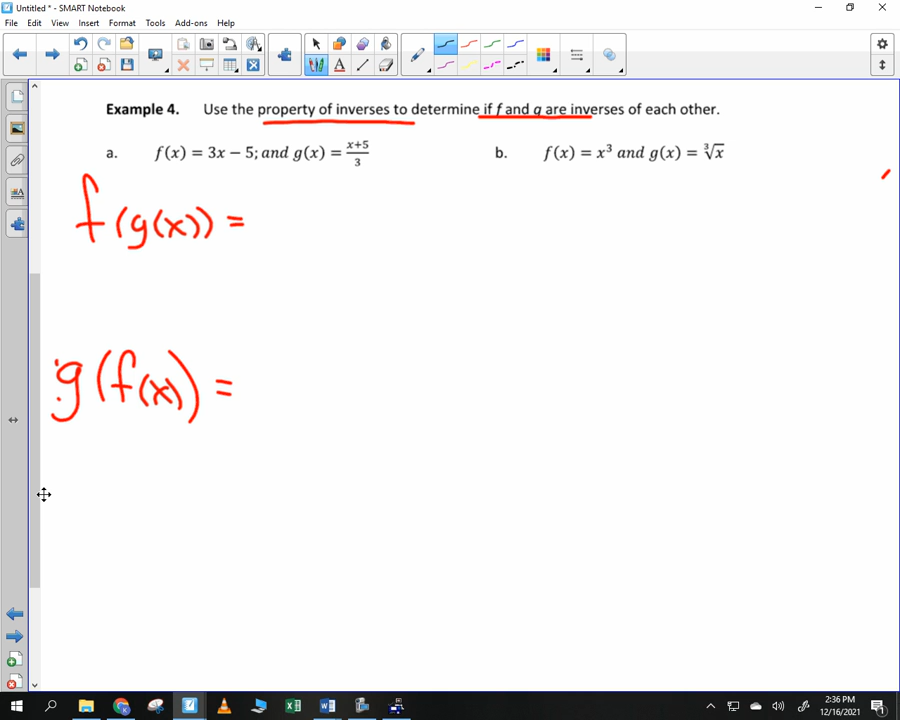 Untitled * - SMART Notebook
File Edit View Insert Format Tools Add-ons Help
Example 4. Use the property of inverses to determine if f and g are inverses of each other.
a. f(x) = 3x − 5; and g(x) = x+5/3 b. f(x) = x³ and g(x) = ∛x
f(g(x)) =
g(f(x)) =
2:36 PM
12/16/2021